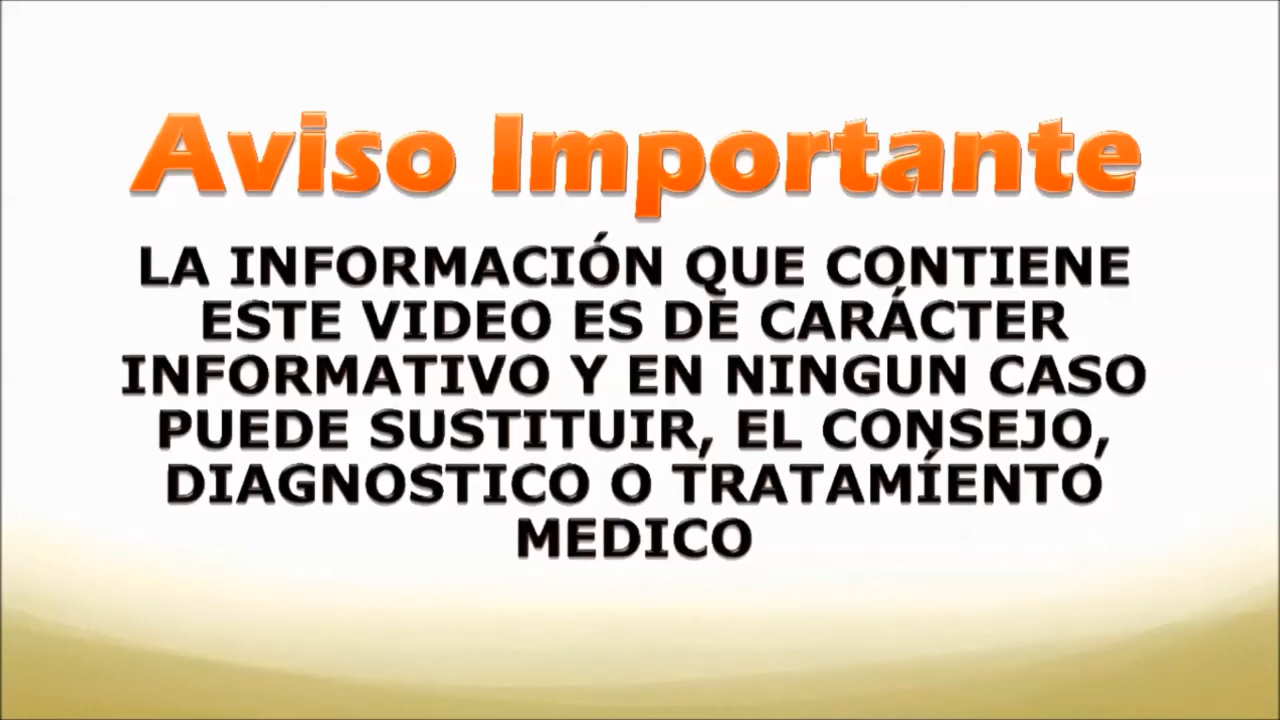 Aviso Importante
LA INFORMACIÓN QUE CONTIENE
ESTE VIDEO ES DE CARÁCTER
INFORMATIVO Y EN NINGUN CASO
PUEDE SUSTITUIR, EL CONSEJO,
DIAGNOSTICO O TRATAMÍENTO
MEDICO